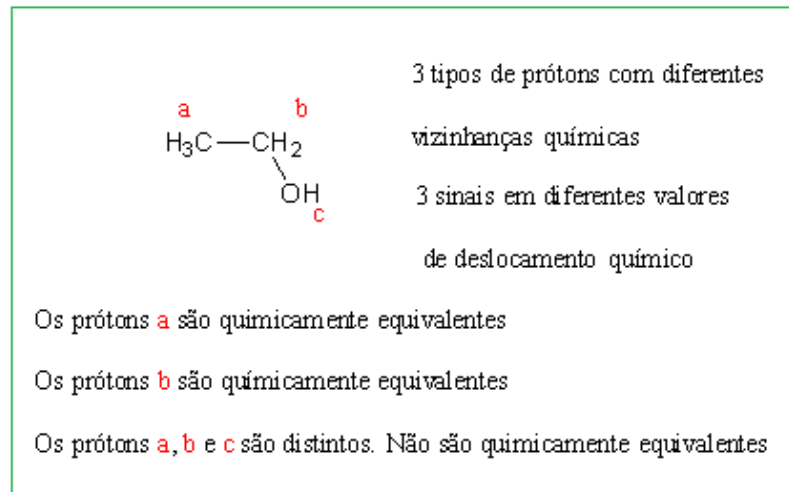 a b
H3C—CH2
OH
c
3 tipos de prótons com diferentes
vizinhanças químicas
3 sinais em diferentes valores
de deslocamento químico
Os prótons a são quimicamente equivalentes
Os prótons b são químicamente equivalentes
Os prótons a, b e c são distintos. Não são quimicamente equivalentes